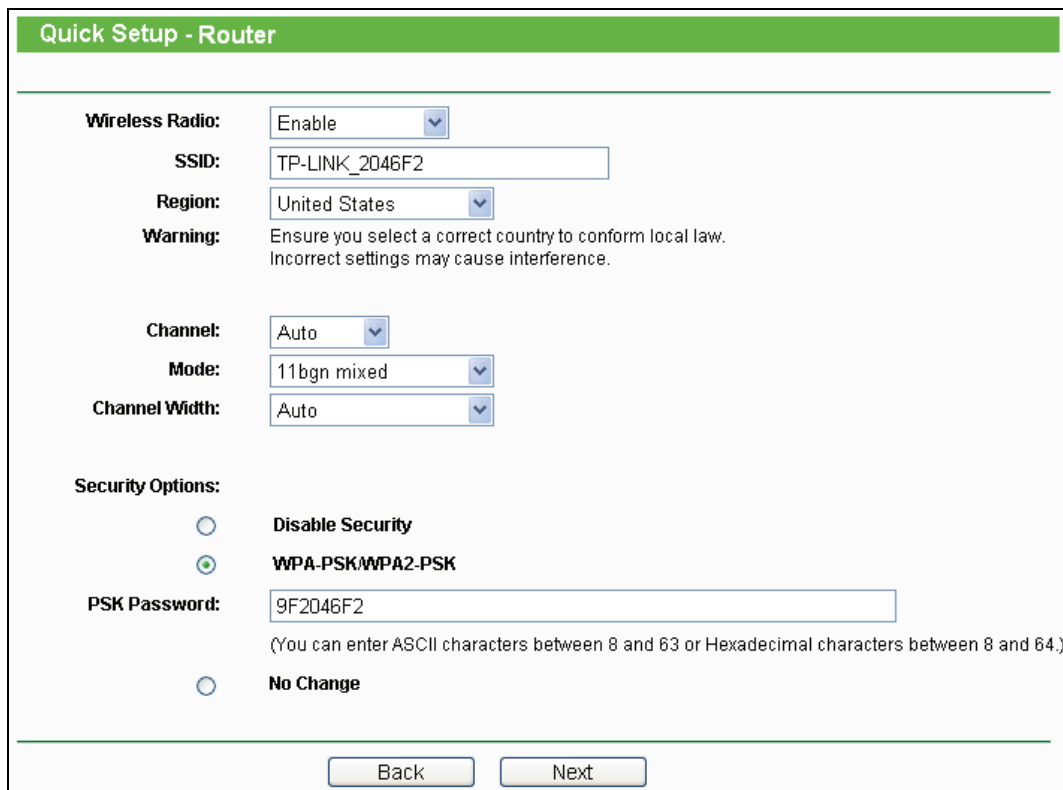 Quick Setup - Router
Wireless Radio: Enable
SSID: TP-LINK_2046F2
Region: United States
Warning: Ensure you select a correct country to conform local law.
Incorrect settings may cause interference.
Channel: Auto
Mode: 11bgn mixed
Channel Width: Auto
Security Options:
Disable Security
WPA-PSK/WPA2-PSK
PSK Password: 9F2046F2
(You can enter ASCII characters between 8 and 63 or Hexadecimal characters between 8 and 64.)
No Change
Back Next